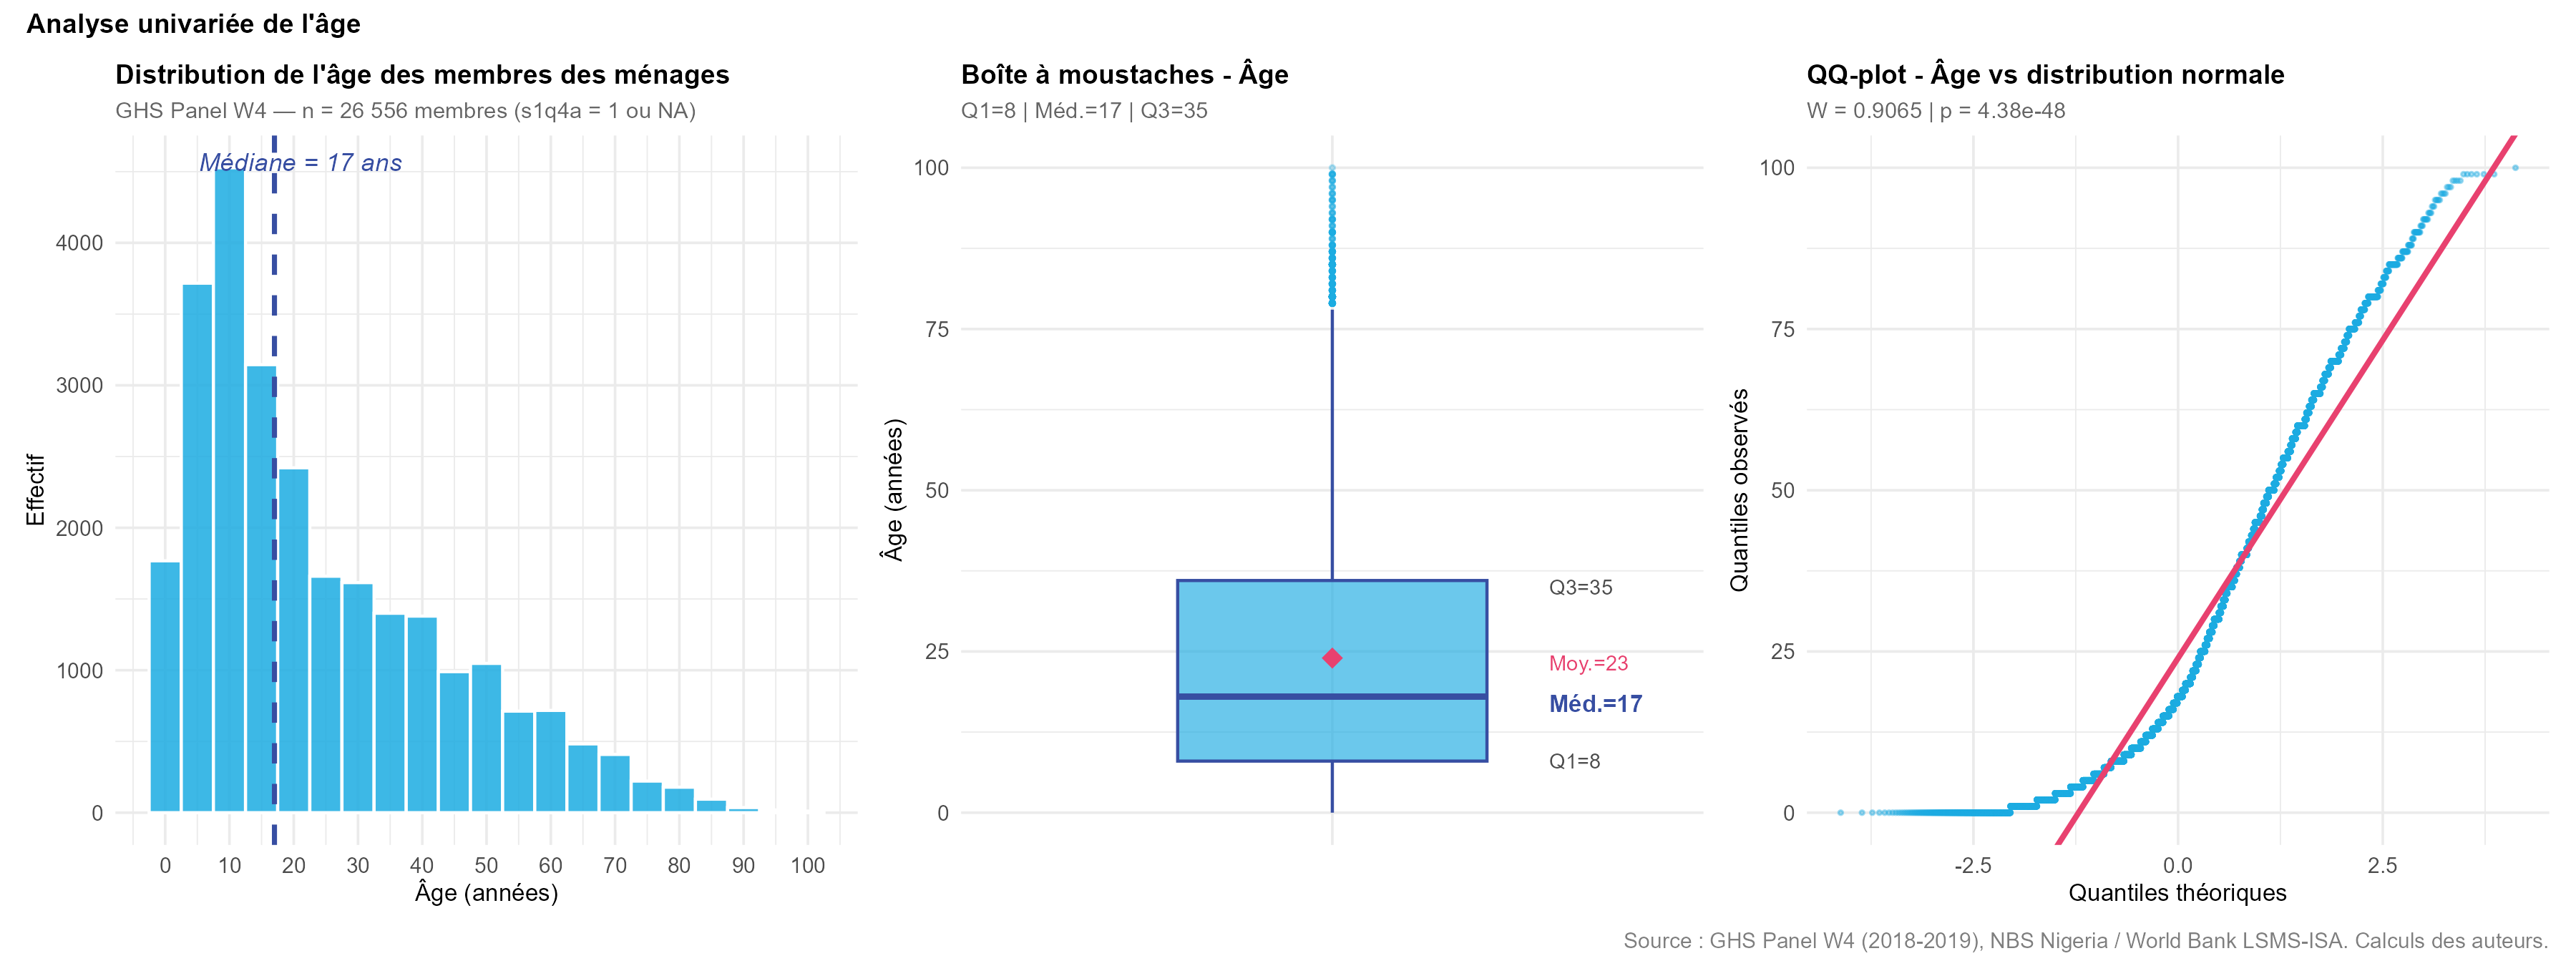 Analyse univariée de l'âge
Distribution de l'âge des membres des ménages
GHS Panel W4 — n = 26 556 membres (s1q4a = 1 ou NA)
Médiane = 17 ans
4000
3000
2000
1000
0
Effectif
0 10 20 30 40 50 60 70 80 90 100
Âge (années)
Boîte à moustaches - Âge
Q1=8 | Méd.=17 | Q3=35
100
75
50
25
0
Âge (années)
Q3=35
Moy.=23
Méd.=17
Q1=8
QQ-plot - Âge vs distribution normale
W = 0.9065 | p = 4.38e-48
100
75
50
25
0
Quantiles observés
-2.5 0.0 2.5
Quantiles théoriques
Source : GHS Panel W4 (2018-2019), NBS Nigeria / World Bank LSMS-ISA. Calculs des auteurs.